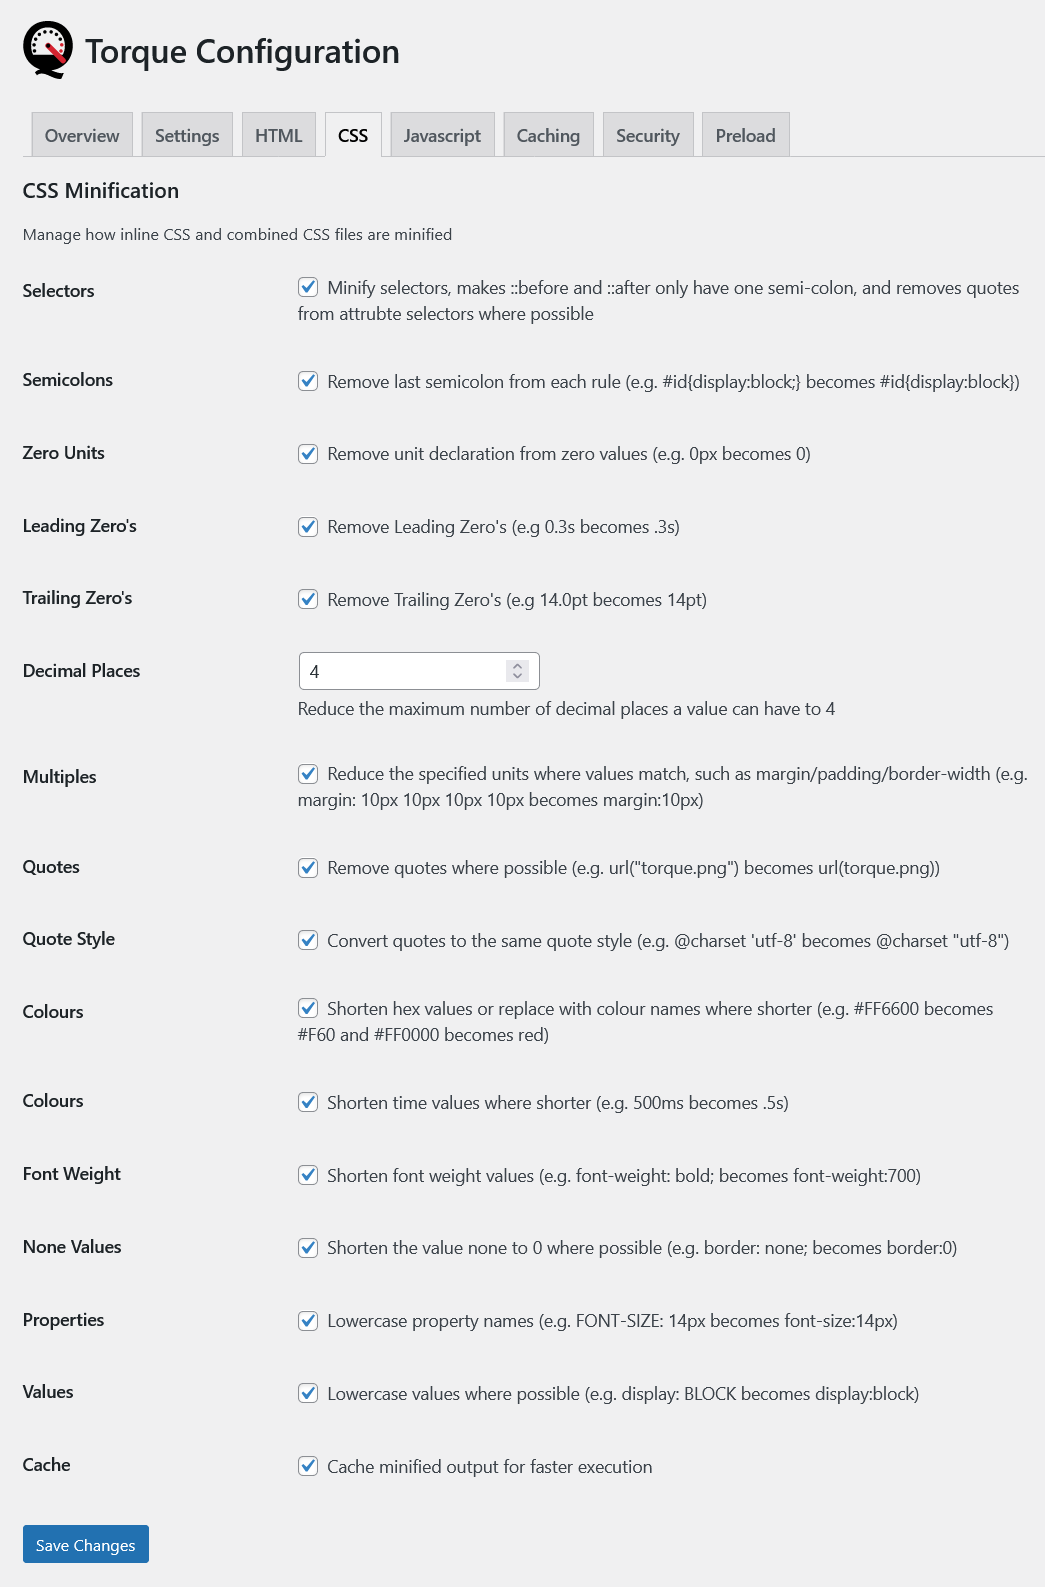 Torque Configuration
Overview Settings HTML CSS Javascript Caching Security Preload
CSS Minification
Manage how inline CSS and combined CSS files are minified
Selectors
Minify selectors, makes ::before and ::after only have one semi-colon, and removes quotes
from attrubte selectors where possible
Semicolons
Remove last semicolon from each rule (e.g. #id{display:block;} becomes #id{display:block})
Zero Units
Remove unit declaration from zero values (e.g. 0px becomes 0)
Leading Zero's
Remove Leading Zero's (e.g 0.3s becomes .3s)
Trailing Zero's
Remove Trailing Zero's (e.g 14.0pt becomes 14pt)
Decimal Places
4
Reduce the maximum number of decimal places a value can have to 4
Multiples
Reduce the specified units where values match, such as margin/padding/border-width (e.g.
margin: 10px 10px 10px 10px becomes margin:10px)
Quotes
Remove quotes where possible (e.g. url("torque.png") becomes url(torque.png))
Quote Style
Convert quotes to the same quote style (e.g. @charset 'utf-8' becomes @charset "utf-8")
Colours
Shorten hex values or replace with colour names where shorter (e.g. #FF6600 becomes
#F60 and #FF0000 becomes red)
Colours
Shorten time values where shorter (e.g. 500ms becomes .5s)
Font Weight
Shorten font weight values (e.g. font-weight: bold; becomes font-weight:700)
None Values
Shorten the value none to 0 where possible (e.g. border: none; becomes border:0)
Properties
Lowercase property names (e.g. FONT-SIZE: 14px becomes font-size:14px)
Values
Lowercase values where possible (e.g. display: BLOCK becomes display:block)
Cache
Cache minified output for faster execution
Save Changes